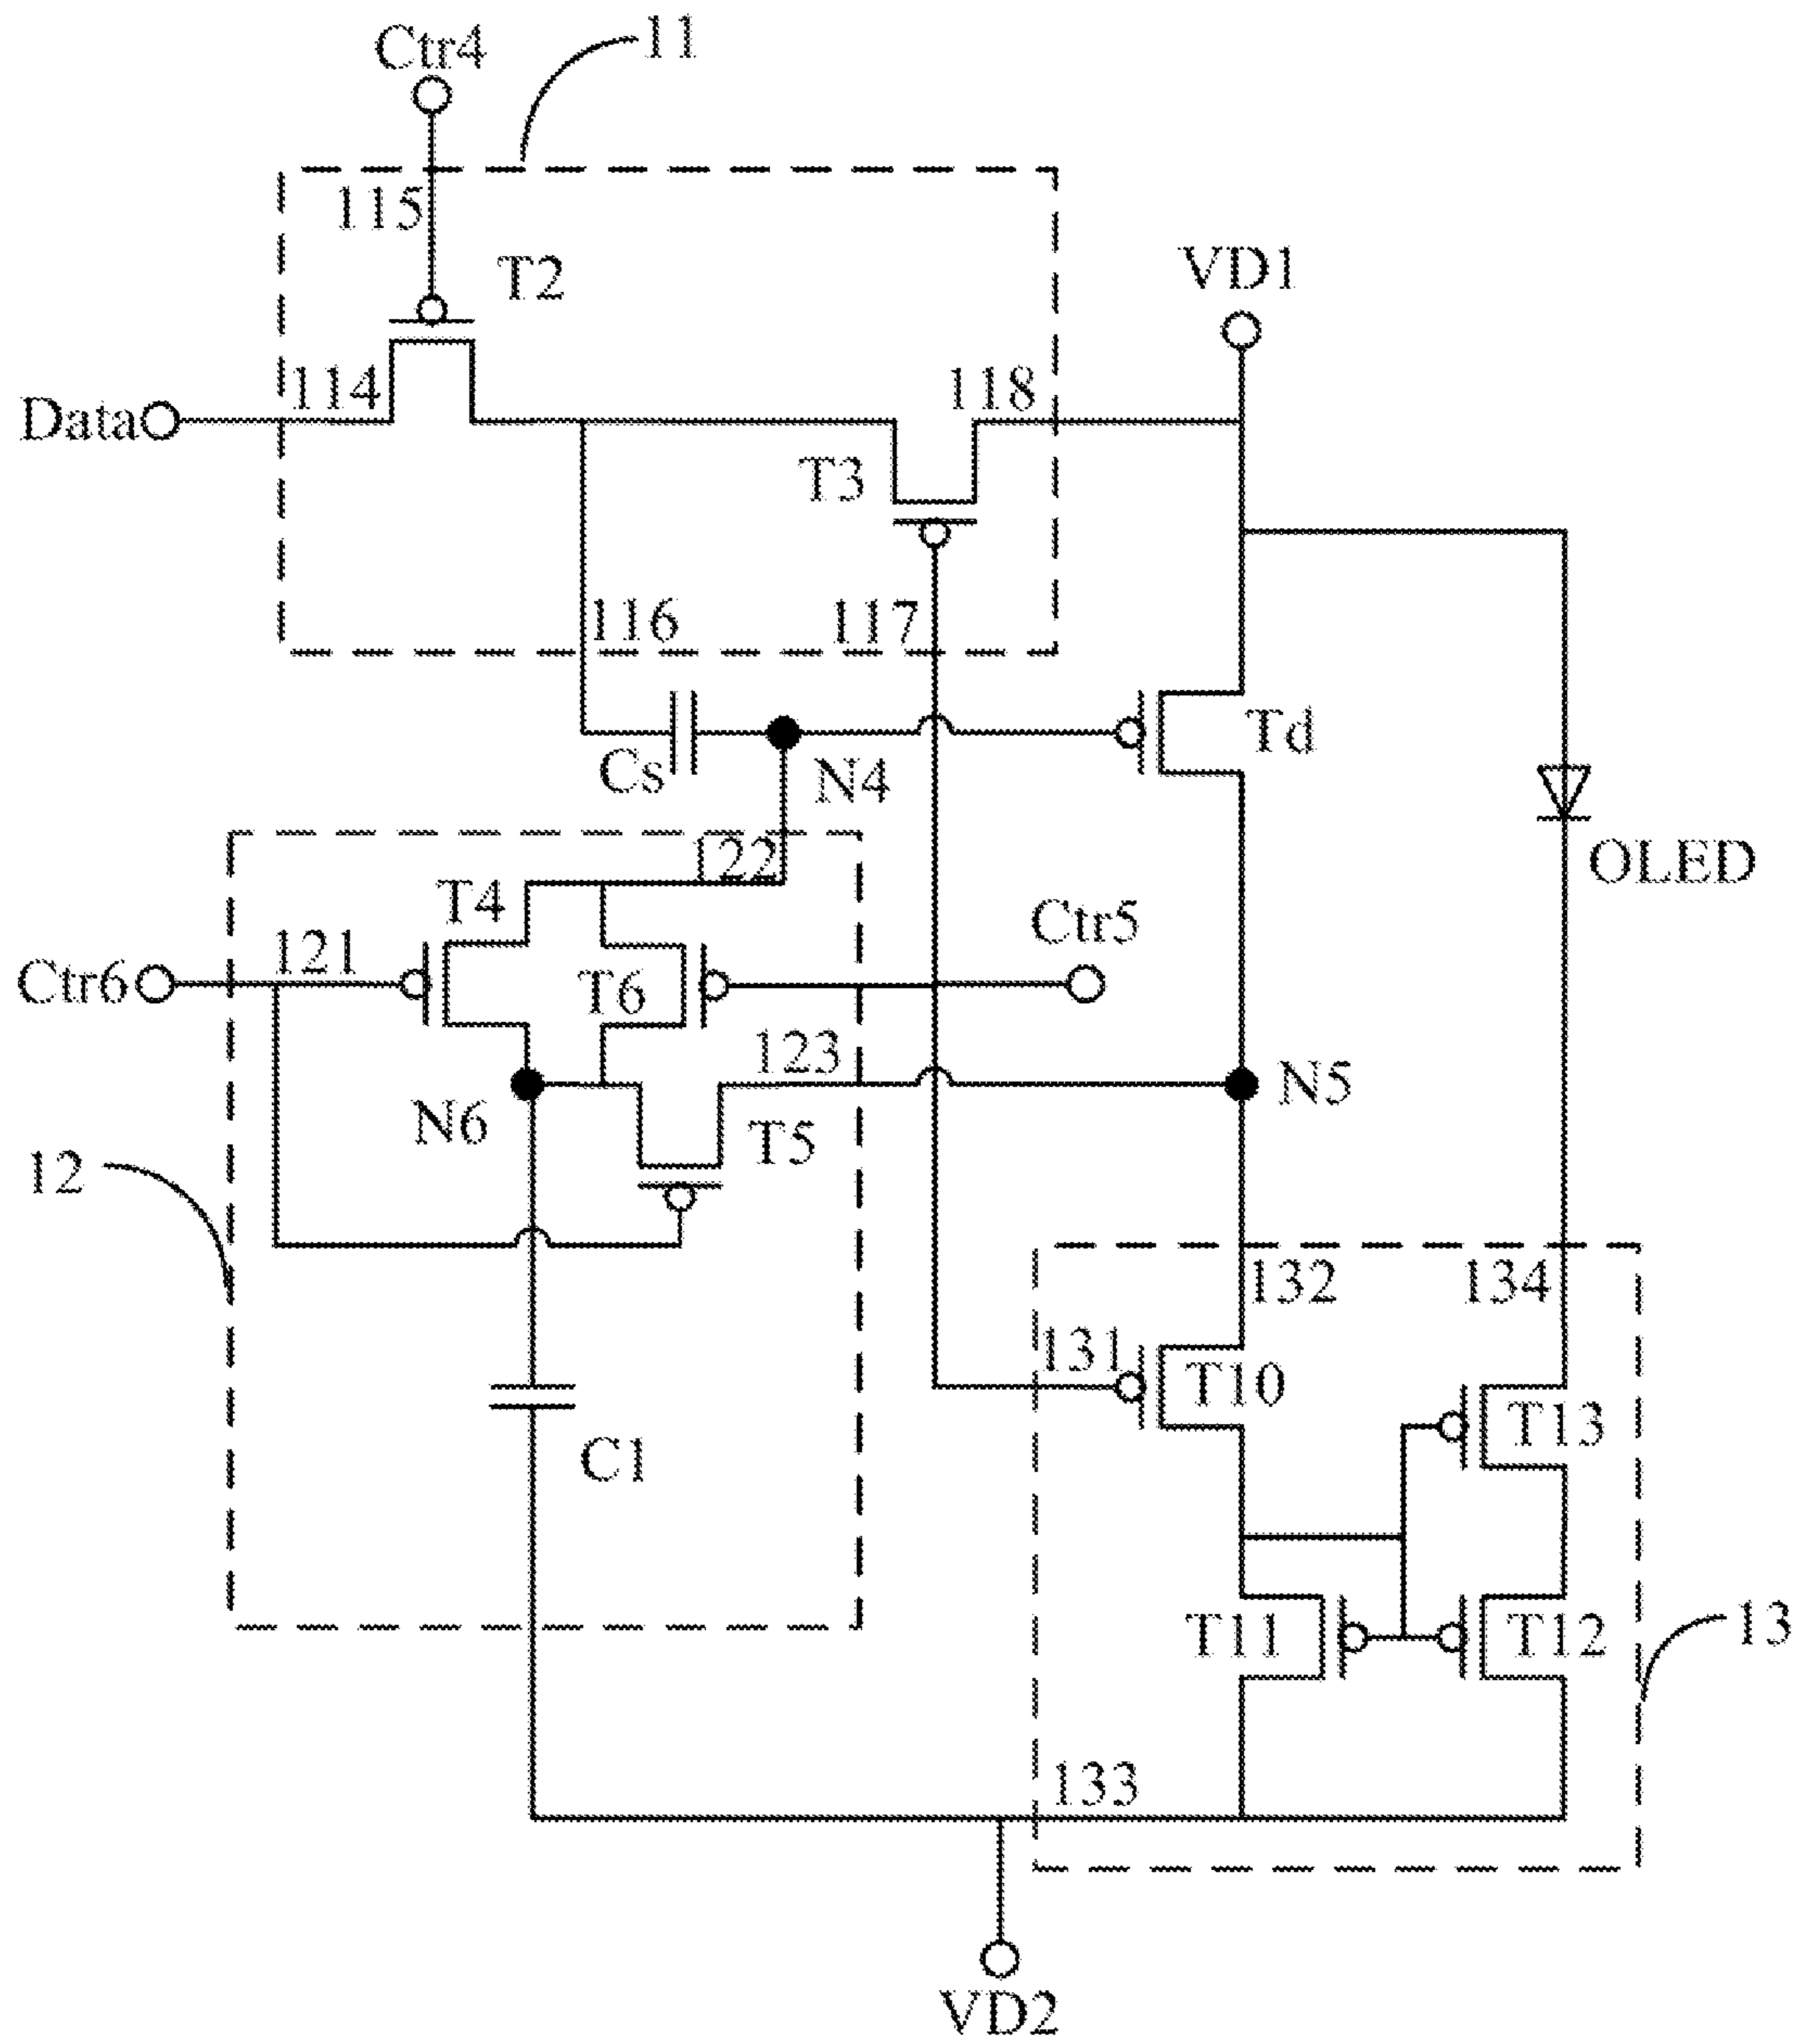 Ctr4
11
115
T2
VD1
Data
114
118
T3
116
117
Cs
N4
Td
122
T4
OLED
Ctr5
Ctr6
121
T6
123
N6
N5
T5
12
132
134
131
T10
T13
C1
T11
T12
13
133
VD2